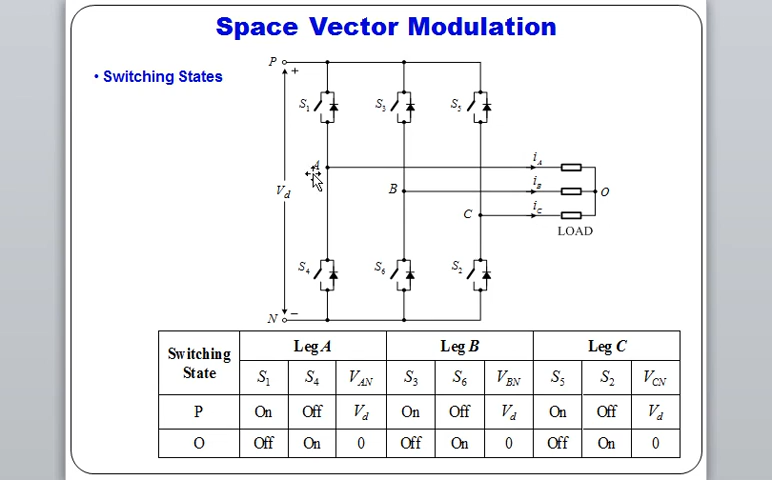 Space Vector Modulation
• Switching States
P
+
S1
S3
S5
A
iA
Vd
B
iB
O
C
iC
LOAD
S4
S6
S2
N
−
Switching State
Leg A
Leg B
Leg C
S1 S4 VAN S3 S6 VBN S5 S2 VCN
P On Off Vd On Off Vd On Off Vd
O Off On 0 Off On 0 Off On 0